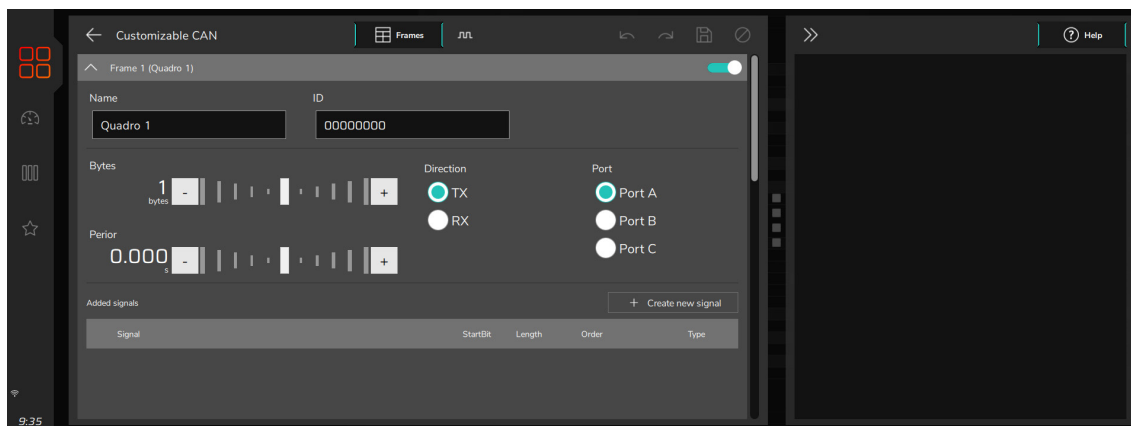 Customizable CAN
Frames
Help
Frame 1 (Quadro 1)
Name
ID
Quadro 1
00000000
Bytes
Direction
Port
1
bytes
-
+
TX
Port A
RX
Port B
Perior
Port C
0.000
s
-
+
Added signals
+ Create new signal
Signal
StartBit
Length
Order
Type
9:35